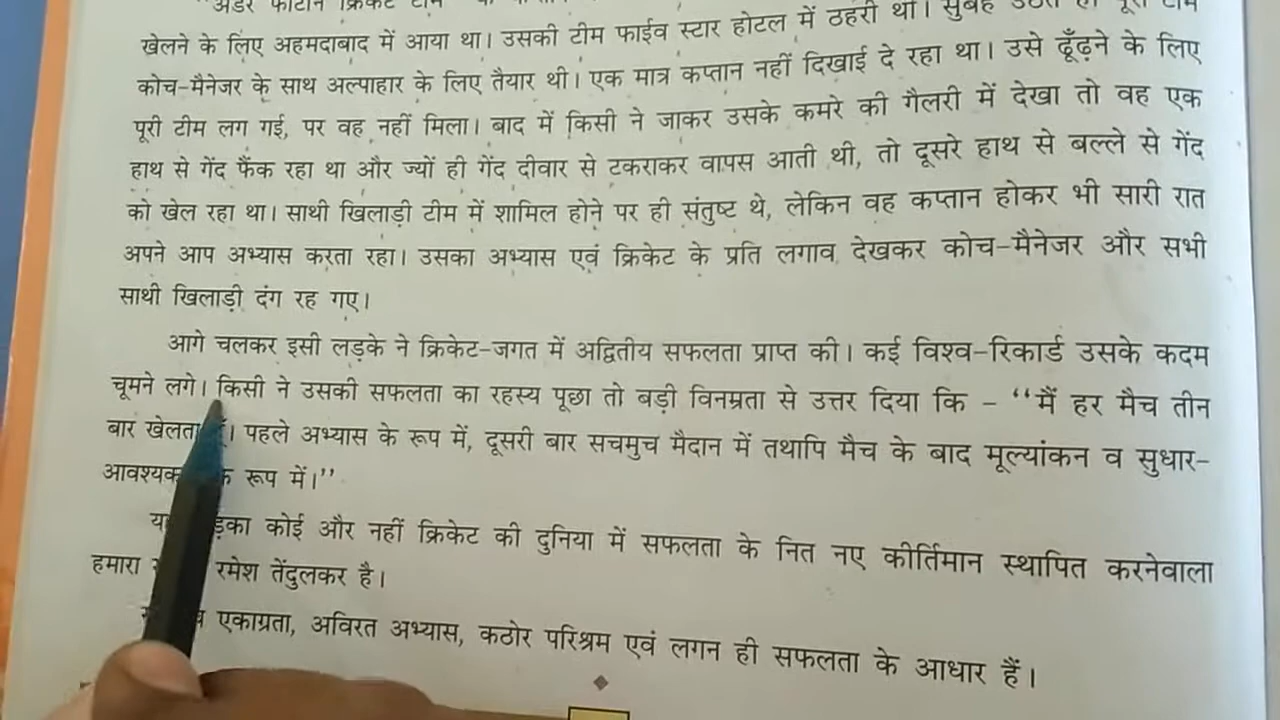 "अंडर फोर्टीन क्रिकेट टीम"
खेलने के लिए अहमदाबाद में आया था। उसकी टीम फाईव स्टार होटल में ठहरी थी। सुबह उठते ही पूरी टीम
कोच-मैनेजर के साथ अल्पाहार के लिए तैयार थी। एक मात्र कप्तान नहीं दिखाई दे रहा था। उसे ढूँढ़ने के लिए
पूरी टीम लग गई, पर वह नहीं मिला। बाद में किसी ने जाकर उसके कमरे की गैलरी में देखा तो वह एक
हाथ से गेंद फैंक रहा था और ज्यों ही गेंद दीवार से टकराकर वापस आती थी, तो दूसरे हाथ से बल्ले से गेंद
को खेल रहा था। साथी खिलाड़ी टीम में शामिल होने पर ही संतुष्ट थे, लेकिन वह कप्तान होकर भी सारी रात
अपने आप अभ्यास करता रहा। उसका अभ्यास एवं क्रिकेट के प्रति लगाव देखकर कोच-मैनेजर और सभी
साथी खिलाड़ी दंग रह गए।
आगे चलकर इसी लड़के ने क्रिकेट-जगत में अद्वितीय सफलता प्राप्त की। कई विश्व-रिकार्ड उसके कदम
चूमने लगे। किसी ने उसकी सफलता का रहस्य पूछा तो बड़ी विनम्रता से उत्तर दिया कि – "मैं हर मैच तीन
बार खेलता । पहले अभ्यास के रूप में, दूसरी बार सचमुच मैदान में तथापि मैच के बाद मूल्यांकन व सुधार-
रूप में।"
कोई और नहीं क्रिकेट की दुनिया में सफलता के नित नए कीर्तिमान स्थापित करनेवाला
हमारा रमेश तेंदुलकर है।
एकाग्रता, अविरत अभ्यास, कठोर परिश्रम एवं लगन ही सफलता के आधार हैं।